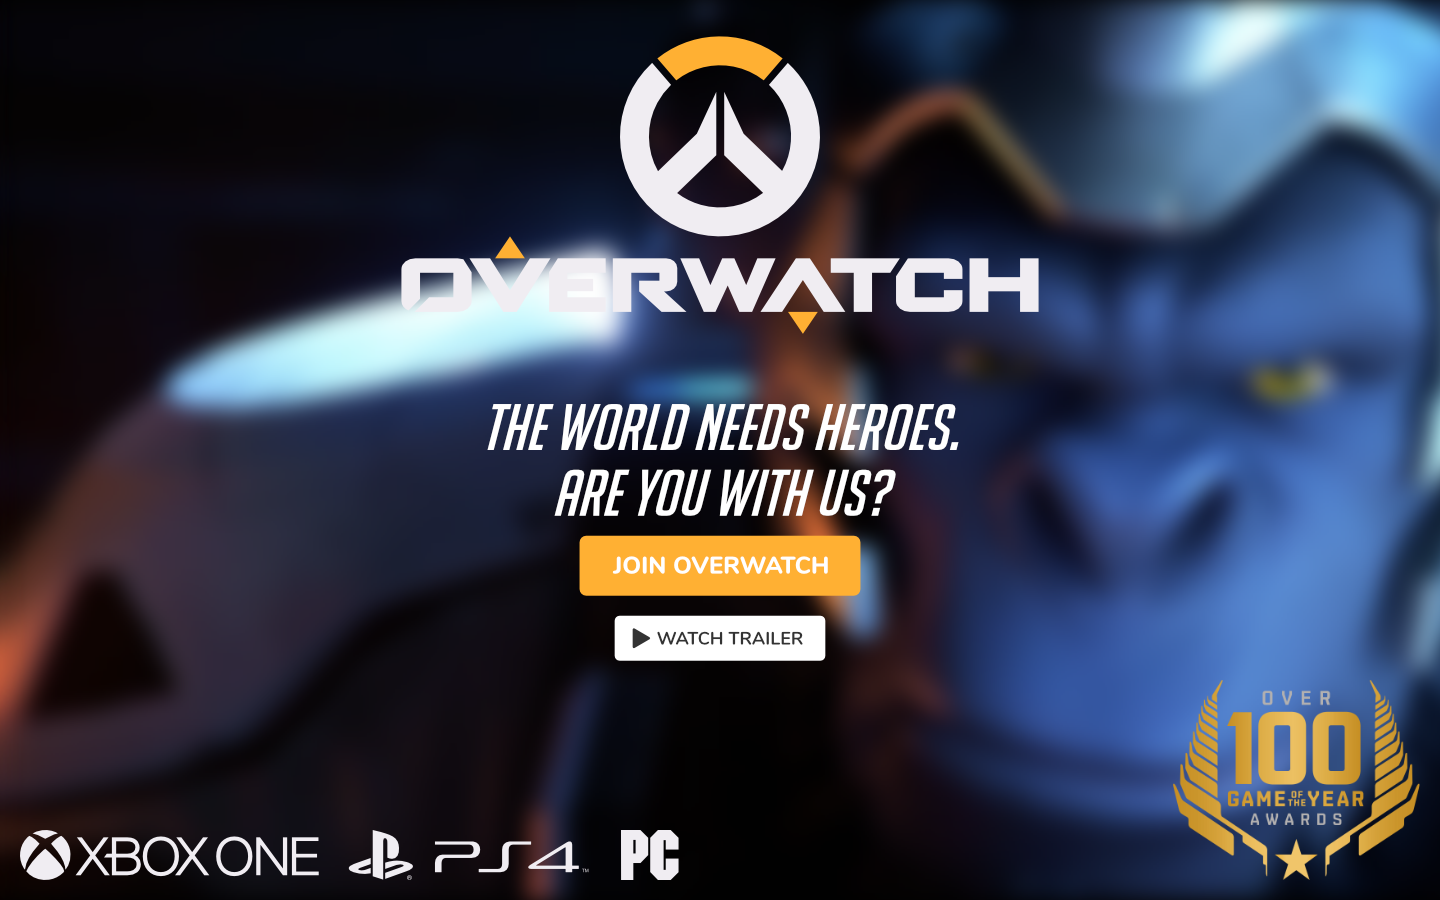 OVERWATCH
THE WORLD NEEDS HEROES.
ARE YOU WITH US?
JOIN OVERWATCH
WATCH TRAILER
OVER
100
GAME OF THE YEAR
AWARDS
XBOX ONE PS4™ PC